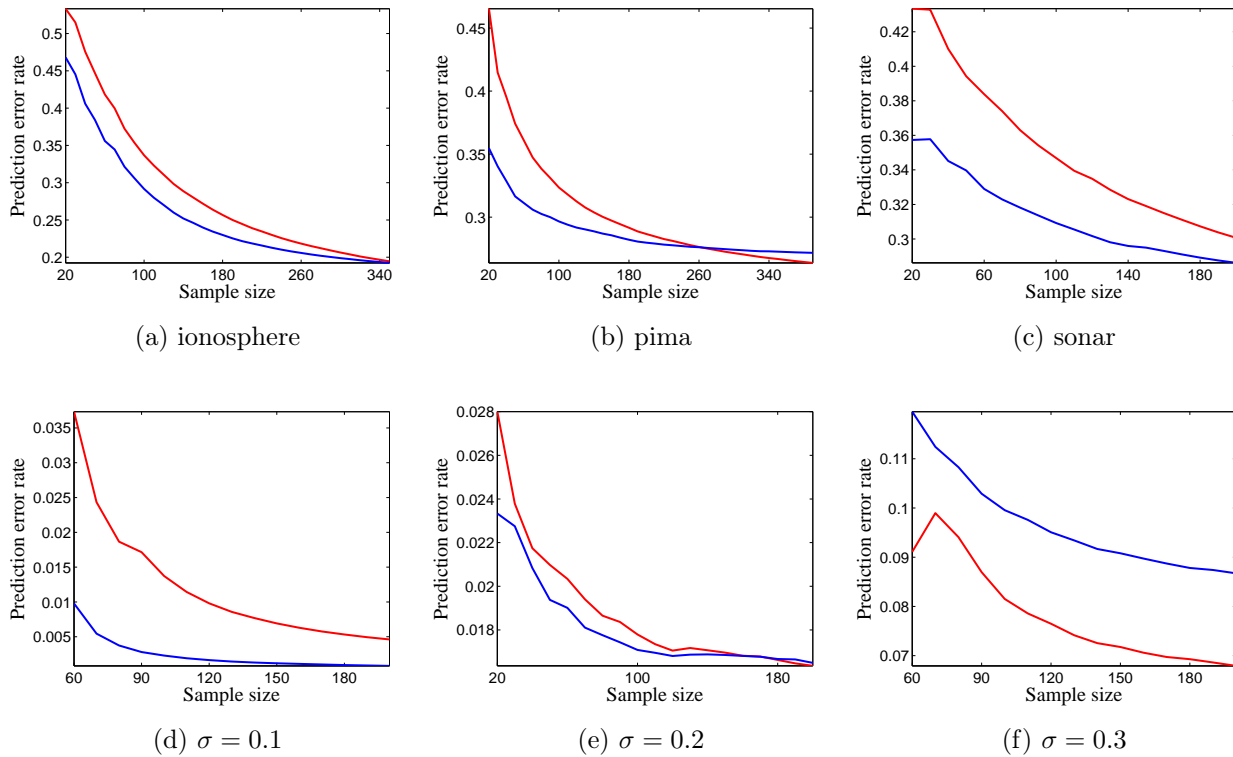 0.5
0.45
0.4
0.35
0.3
0.25
0.2
20 100 180 260 340
Prediction error rate
Sample size
(a) ionosphere
0.45
0.4
0.35
0.3
20 100 180 260 340
Prediction error rate
Sample size
(b) pima
0.42
0.4
0.38
0.36
0.34
0.32
0.3
20 60 100 140 180
Prediction error rate
Sample size
(c) sonar
0.035
0.03
0.025
0.02
0.015
0.01
0.005
60 90 120 150 180
Prediction error rate
Sample size
(d) σ = 0.1
0.028
0.026
0.024
0.022
0.02
0.018
20 100 180
Prediction error rate
Sample size
(e) σ = 0.2
0.11
0.1
0.09
0.08
0.07
60 90 120 150 180
Prediction error rate
Sample size
(f) σ = 0.3